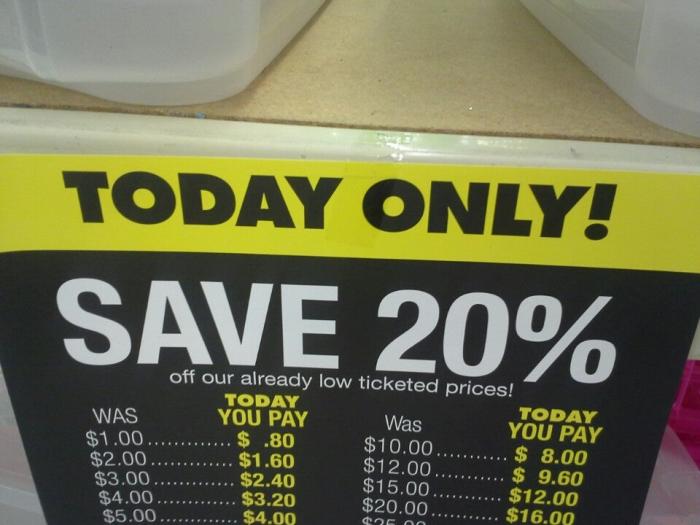 TODAY ONLY!
SAVE 20%
off our already low ticketed prices!
WAS TODAY YOU PAY
$1.00 ............. $ .80
$2.00 ............. $1.60
$3.00 ............. $2.40
$4.00 ............. $3.20
$5.00 ............. $4.00
Was TODAY YOU PAY
$10.00 ........... $ 8.00
$12.00 ........... $ 9.60
$15.00 ........... $12.00
$20.00 ........... $16.00